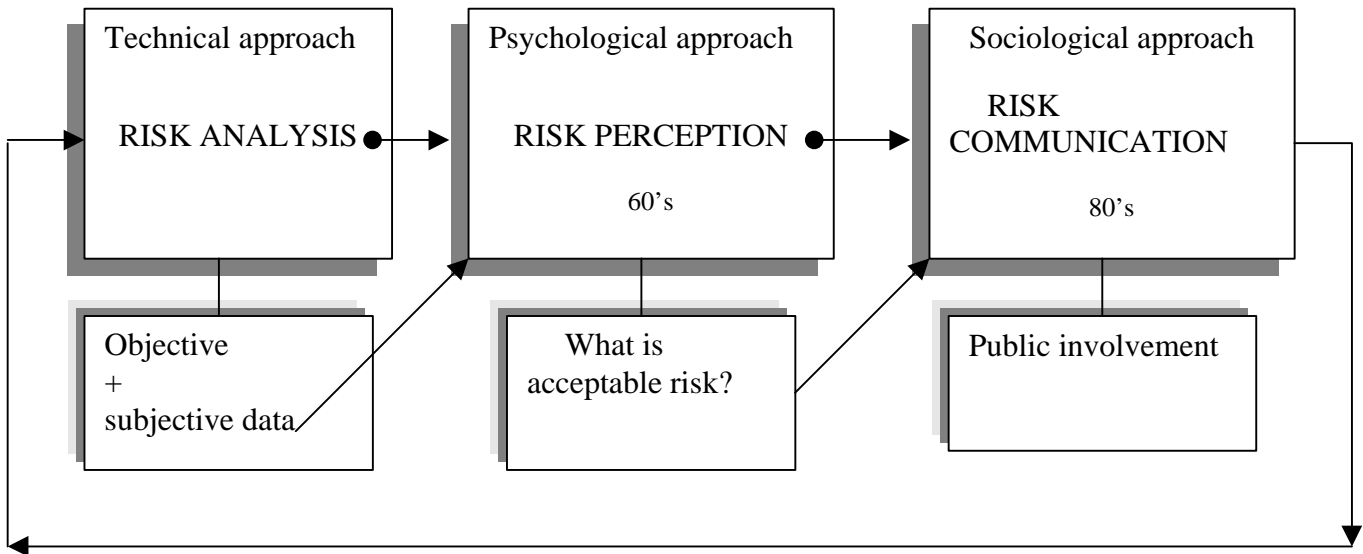 Technical approach
RISK ANALYSIS
Psychological approach
RISK PERCEPTION
60’s
Sociological approach
RISK
COMMUNICATION
80’s
Objective
+
subjective data
What is
acceptable risk?
Public involvement